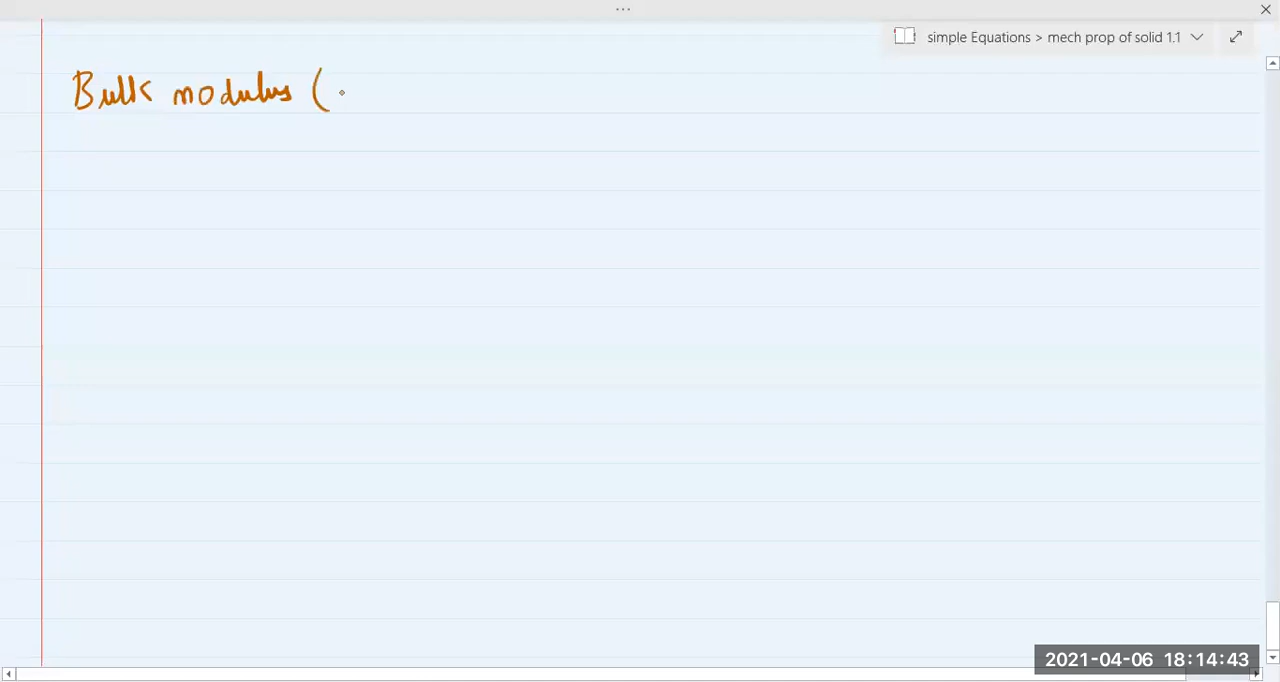 ...
simple Equations > mech prop of solid 1.1
Bulk modulus (
2021-04-06 18:14:43